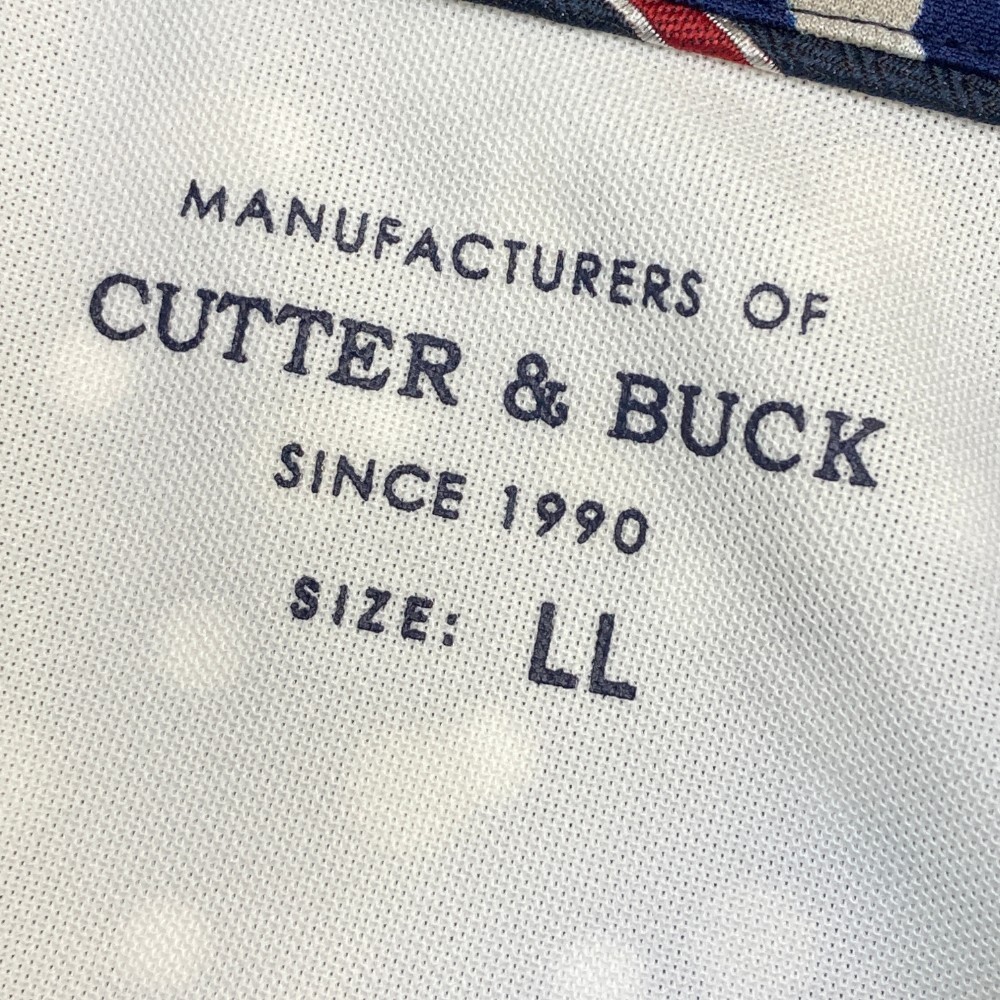 MANUFACTURERS OF
CUTTER & BUCK
SINCE 1990
SIZE: LL